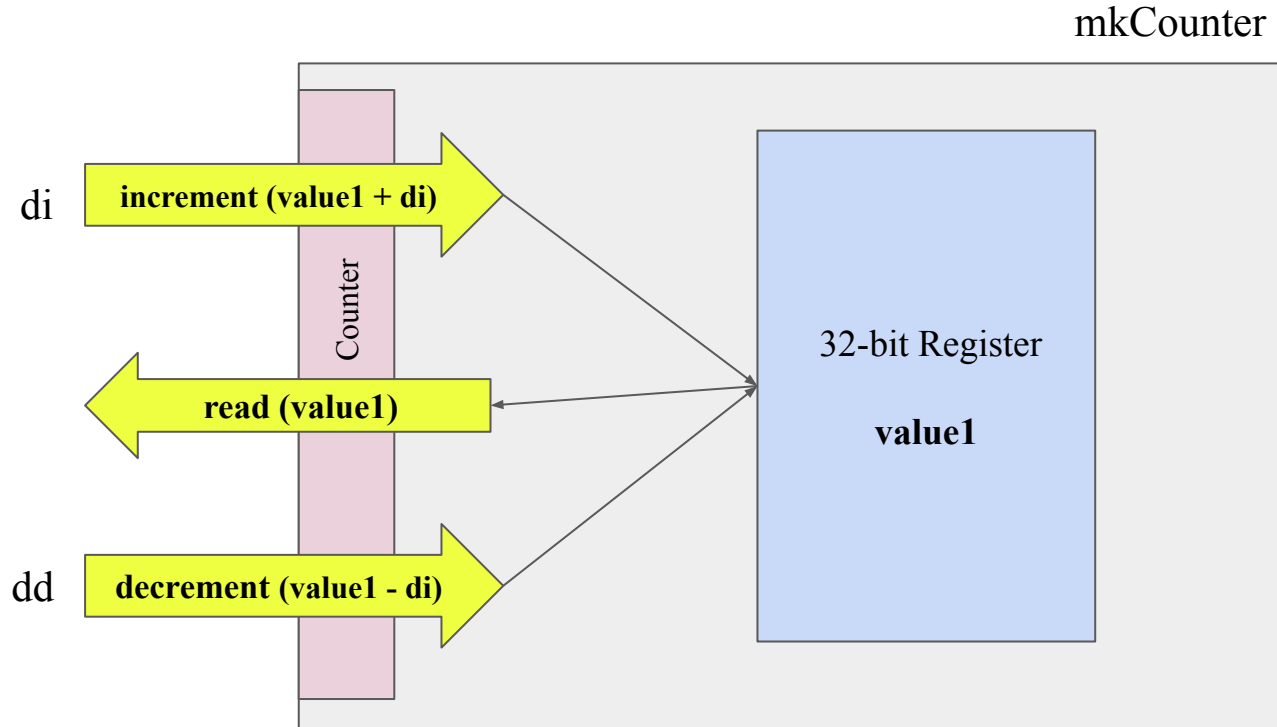 mkCounter
di
increment (value1 + di)
Counter
read (value1)
32-bit Register
value1
dd
decrement (value1 - di)